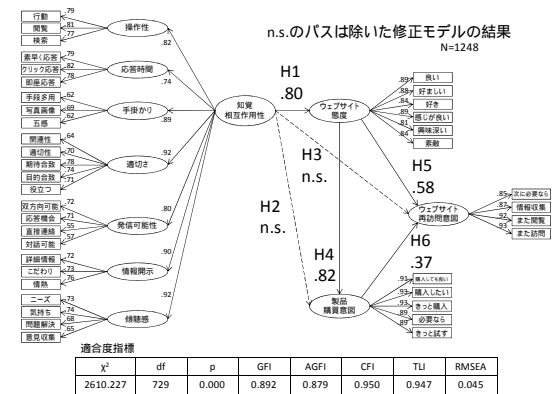 n.s.のパスは除いた修正モデルの結果
N=1248
行動 .79
閲覧 .81
検索 .77
操作性
.82
素早く応答 .79
クリック応答 .82
即座応答 .78
応答時間
.74
手段多用 .62
写真画像 .69
五感 .62
手掛かり
.89
関連性 .64
適切性 .70
期待合致 .78
目的合致 .74
役立つ .71
適切さ
.92
双方向可能 .72
応答機会 .71
直接連絡 .55
対話可能 .57
発信可能性
.80
詳細情報 .72
こだわり .73
情熱 .76
情報開示
.90
ニーズ .73
気持ち .74
問題解決 .68
意見収集 .65
傾聴感
.92
知覚
相互作用性
H1
.80
H3
n.s.
H2
n.s.
H4
.82
H5
.58
H6
.37
ウェブサイト
態度
.89 良い
.88 好ましい
.84 好き
.89 感じが良い
.81 興味深い
.84 素敵
ウェブサイト
再訪問意図
.85 次に必要なら
.87 情報収集
.92 また閲覧
.93 また訪問
製品
購買意図
.91 購入しても良い
.93 購入したい
.93 きっと購入
.89 必要なら
.89 きっと試す
適合度指標
χ² df p GFI AGFI CFI TLI RMSEA
2610.227 729 0.000 0.892 0.879 0.950 0.947 0.045